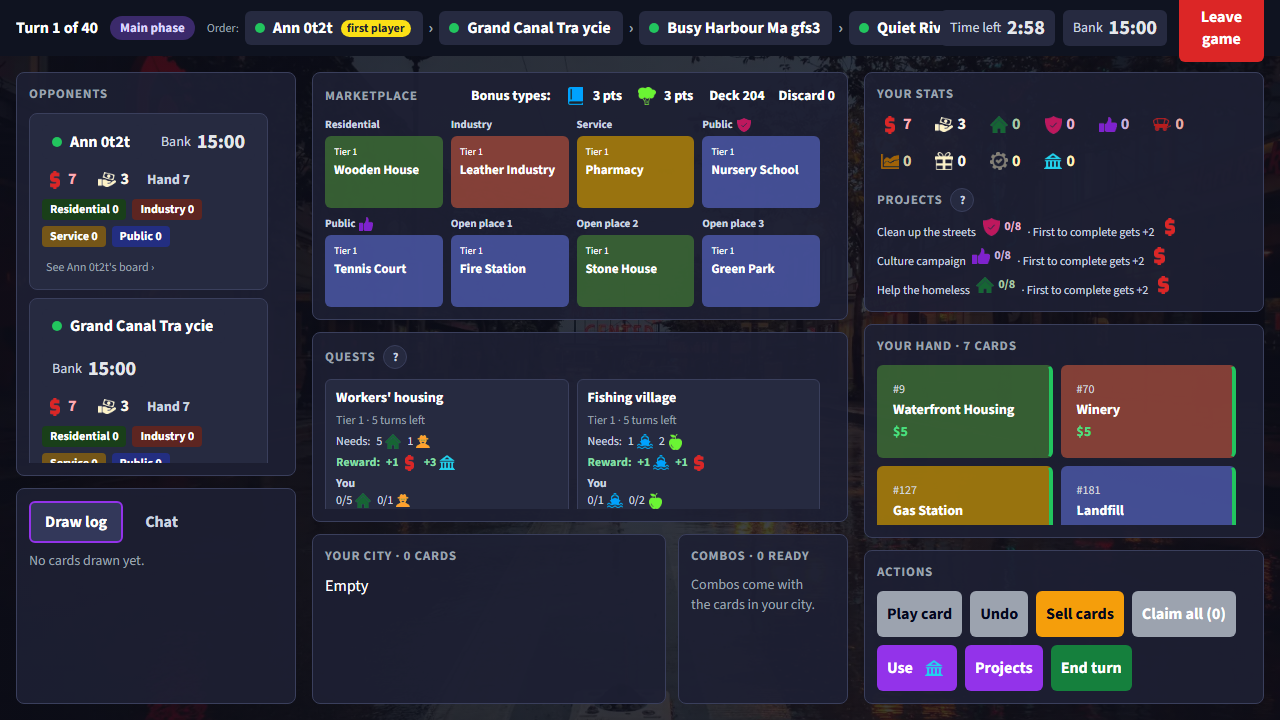 Turn 1 of 40 Main phase Order: Ann 0t2t first player › Grand Canal Tra ycie › Busy Harbour Ma gfs3 › Quiet Riv Time left 2:58 Bank 15:00 Leave game
OPPONENTS
Ann 0t2t Bank 15:00
7 3 Hand 7
Residential 0 Industry 0
Service 0 Public 0
See Ann 0t2t's board ›
Grand Canal Tra ycie
Bank 15:00
7 3 Hand 7
Residential 0 Industry 0
Service 0 Public 0
Draw log Chat
No cards drawn yet.
MARKETPLACE Bonus types: 3 pts 3 pts Deck 204 Discard 0
Residential Industry Service Public
Tier 1 Tier 1 Tier 1 Tier 1
Wooden House Leather Industry Pharmacy Nursery School
Public Open place 1 Open place 2 Open place 3
Tier 1 Tier 1 Tier 1 Tier 1
Tennis Court Fire Station Stone House Green Park
QUESTS ?
Workers' housing
Tier 1 · 5 turns left
Needs: 5 1
Reward: +1 +3
You
0/5 0/1
Fishing village
Tier 1 · 5 turns left
Needs: 1 2
Reward: +1 +1
You
0/1 0/2
YOUR CITY · 0 CARDS
Empty
COMBOS · 0 READY
Combos come with
the cards in your city.
YOUR STATS
7 3 0 0 0 0
0 0 0 0
PROJECTS ?
Clean up the streets 0/8 · First to complete gets +2
Culture campaign 0/8 · First to complete gets +2
Help the homeless 0/8 · First to complete gets +2
YOUR HAND · 7 CARDS
#9 #70
Waterfront Housing Winery
$5 $5
#127 #181
Gas Station Landfill
ACTIONS
Play card Undo Sell cards Claim all (0)
Use Projects End turn